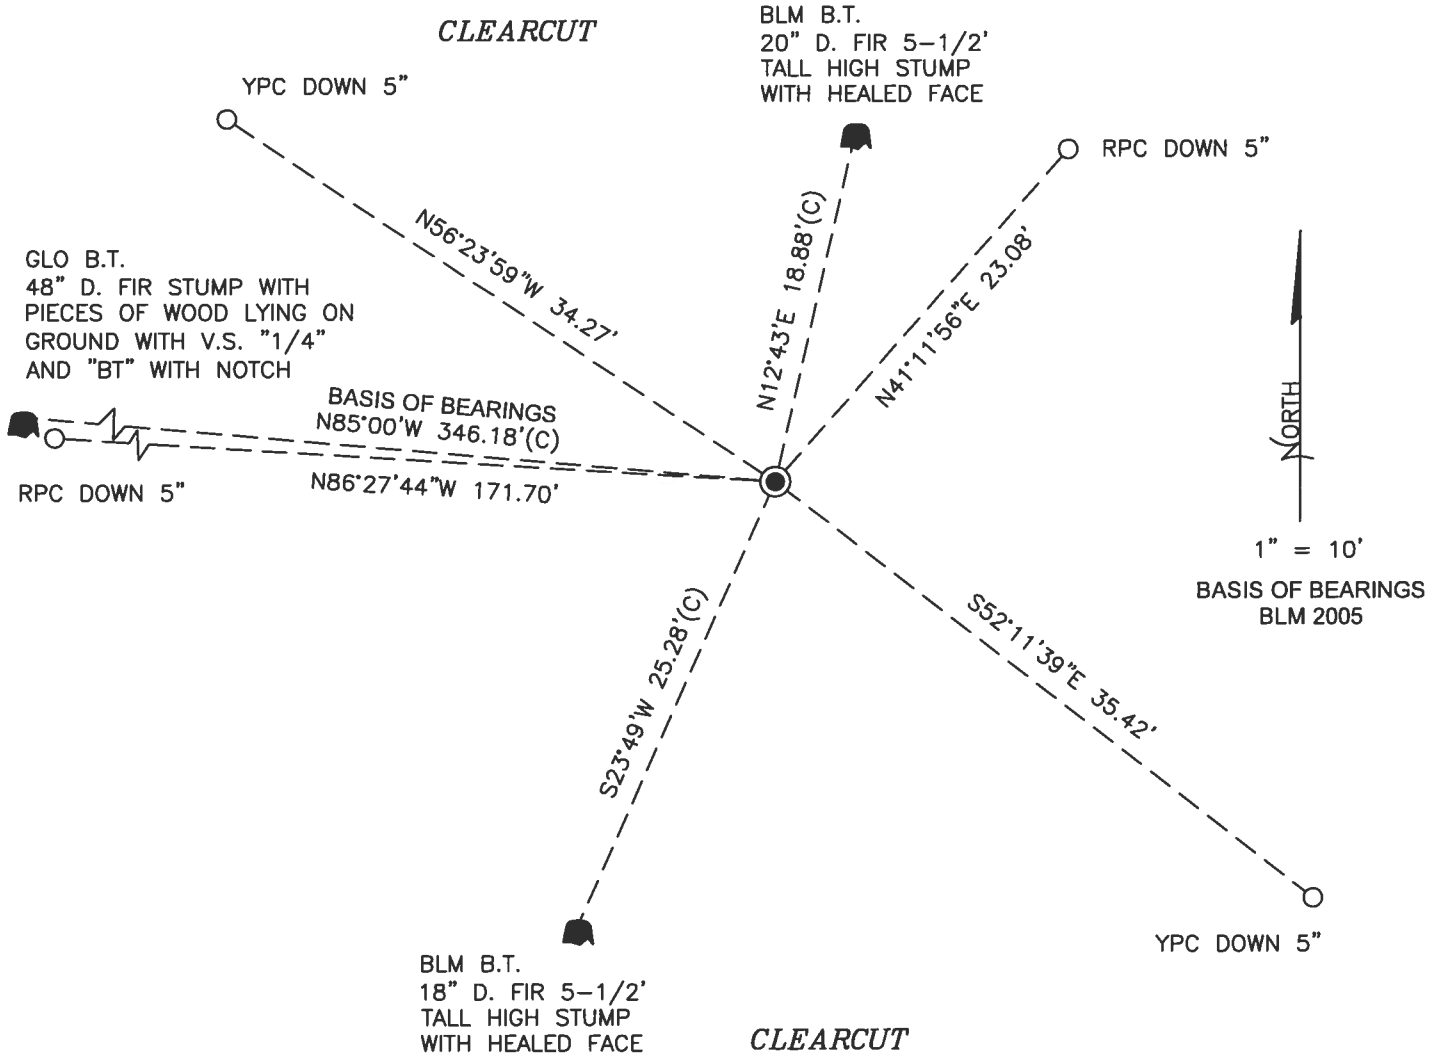 CLEARCUT
BLM B.T.
20" D. FIR 5-1/2'
TALL HIGH STUMP
WITH HEALED FACE
YPC DOWN 5"
RPC DOWN 5"
N56°23'59"W 34.27'
N12°43'E 18.88'(C)
N41°11'56"E 23.08'
GLO B.T.
48" D. FIR STUMP WITH
PIECES OF WOOD LYING ON
GROUND WITH V.S. "1/4"
AND "BT" WITH NOTCH
BASIS OF BEARINGS
N85°00'W 346.18'(C)
N86°27'44"W 171.70'
RPC DOWN 5"
NORTH
1" = 10'
BASIS OF BEARINGS
BLM 2005
S23°49'W 25.28'(C)
S52°11'39"E 35.42'
YPC DOWN 5"
BLM B.T.
18" D. FIR 5-1/2'
TALL HIGH STUMP
WITH HEALED FACE
CLEARCUT